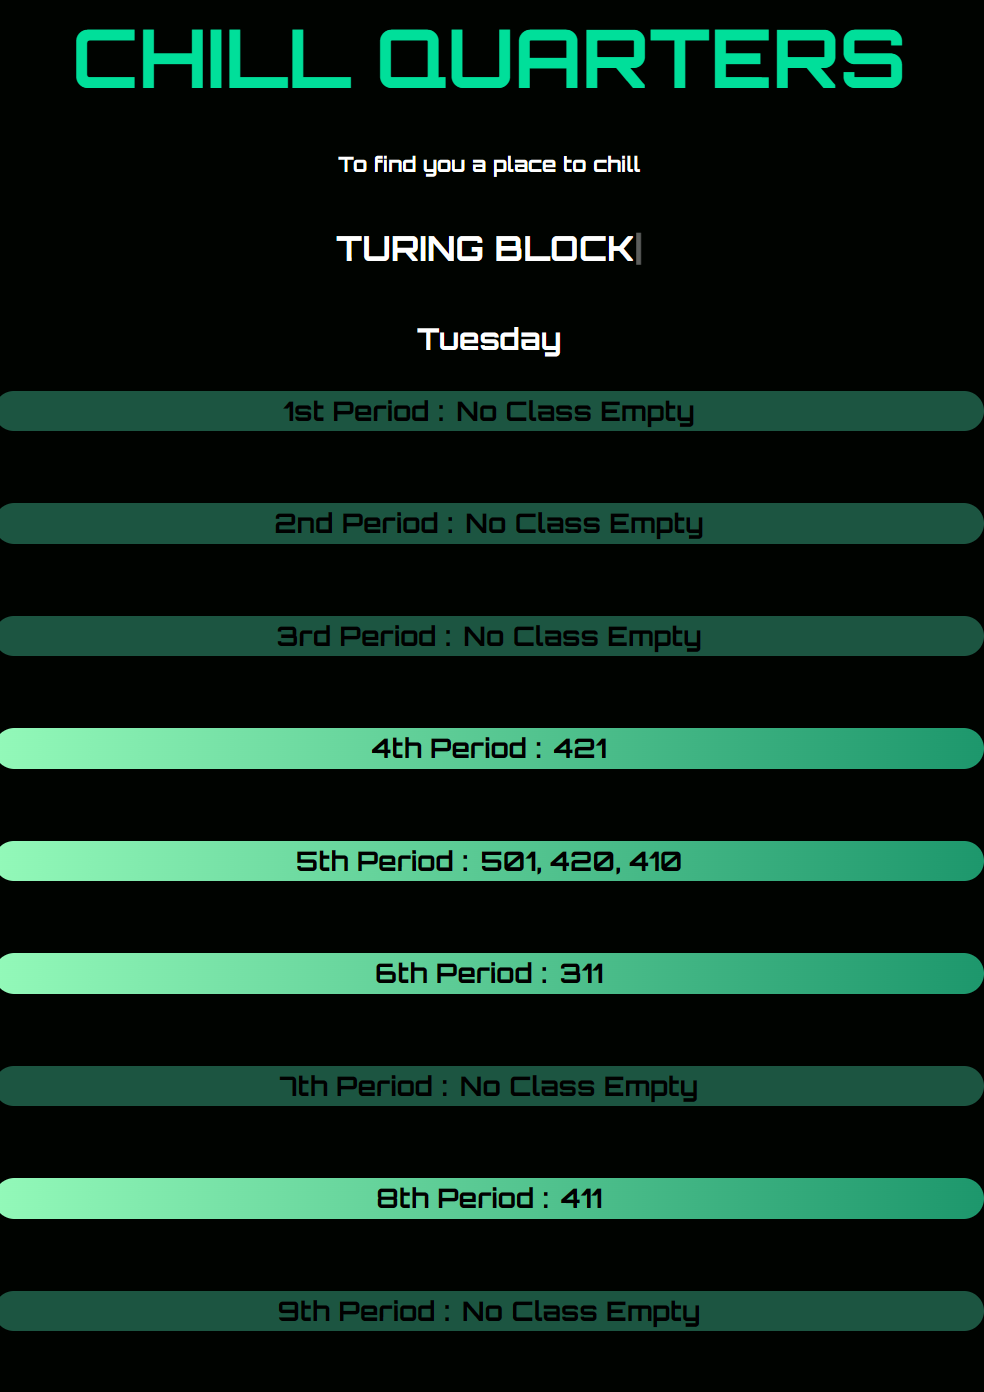 CHILL QUARTERS
To find you a place to chill
TURING BLOCK
Tuesday
1st Period : No Class Empty
2nd Period : No Class Empty
3rd Period : No Class Empty
4th Period : 421
5th Period : 501, 420, 410
6th Period : 311
7th Period : No Class Empty
8th Period : 411
9th Period : No Class Empty